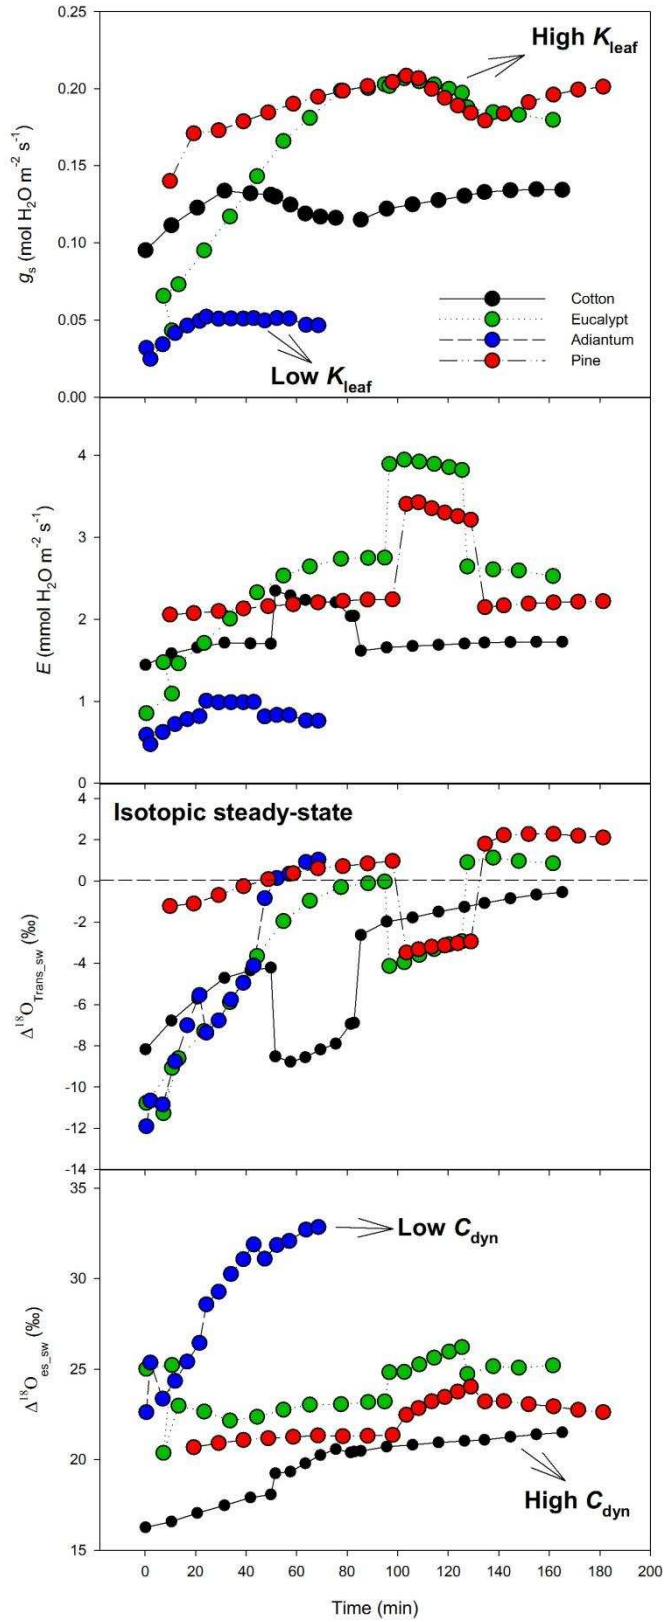 0.25
0.20
0.15
0.10
0.05
0.00
gs (mol H2O m-2 s-1)
High Kleaf
Low Kleaf
Cotton
Eucalypt
Adiantum
Pine
4
3
2
1
0
E (mmol H2O m-2 s-1)
Isotopic steady-state
4
2
0
-2
-4
-6
-8
-10
-12
-14
Δ18OTrans_sw (‰)
35
30
25
20
15
Δ18Oes_sw (‰)
Low Cdyn
High Cdyn
0 20 40 60 80 100 120 140 160 180 200
Time (min)